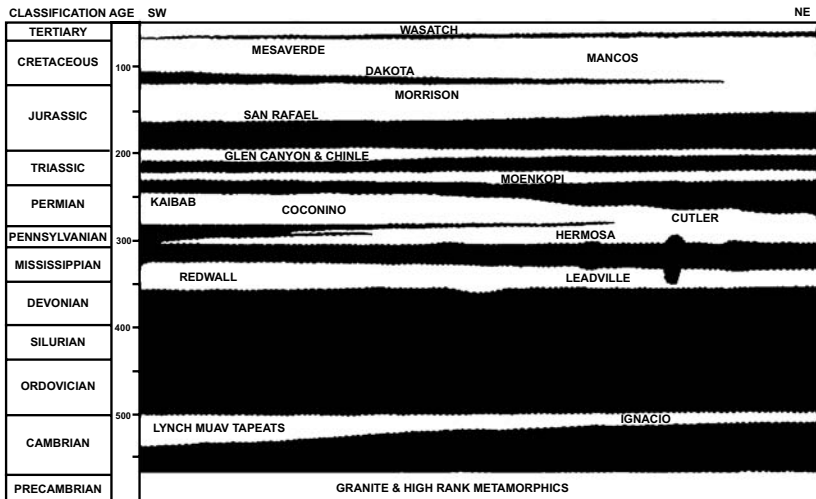 CLASSIFICATION AGE SW NE
TERTIARY
WASATCH
CRETACEOUS
MESAVERDE
MANCOS
100
DAKOTA
MORRISON
JURASSIC
SAN RAFAEL
200
GLEN CANYON & CHINLE
TRIASSIC
MOENKOPI
PERMIAN
KAIBAB
COCONINO
CUTLER
PENNSYLVANIAN
300
HERMOSA
MISSISSIPPIAN
REDWALL
LEADVILLE
DEVONIAN
400
SILURIAN
ORDOVICIAN
500
IGNACIO
LYNCH MUAV TAPEATS
CAMBRIAN
PRECAMBRIAN
GRANITE & HIGH RANK METAMORPHICS